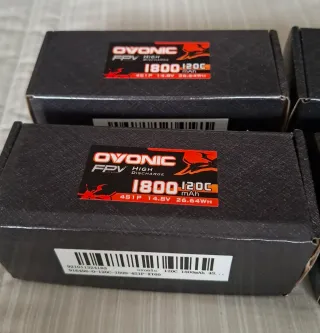 OVONIC
FPV HIGH
DISCHARGE
1800 120C
mAh
4S1P 14.8V 26.64WH
OVONIC
FPV HIGH
DISCHARGE
1800 120C
mAh
4S1P 14.8V 26.64WH